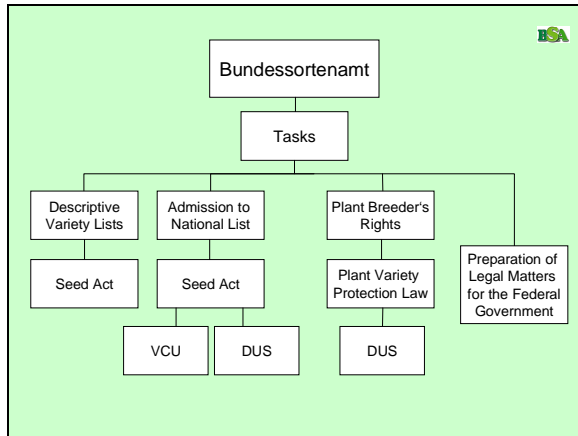 BSA
Bundessortenamt
Tasks
Descriptive
Variety Lists
Admission to
National List
Plant Breeder's
Rights
Preparation of
Legal Matters
for the Federal
Government
Seed Act
Seed Act
Plant Variety
Protection Law
VCU
DUS
DUS